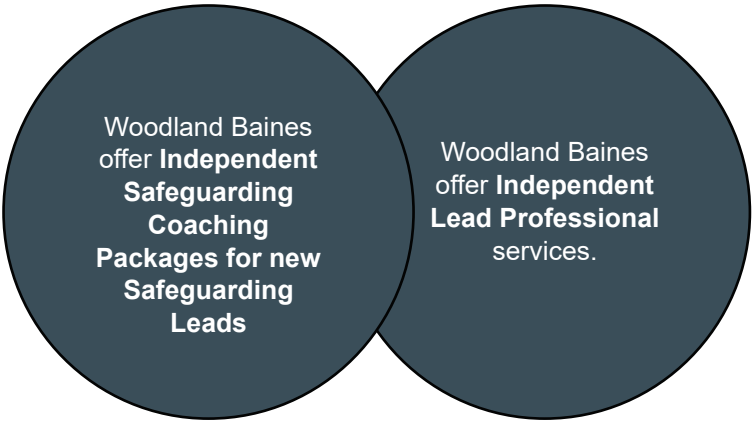 Woodland Baines
offer Independent
Safeguarding
Coaching
Packages for new
Safeguarding
Leads
Woodland Baines
offer Independent
Lead Professional
services.